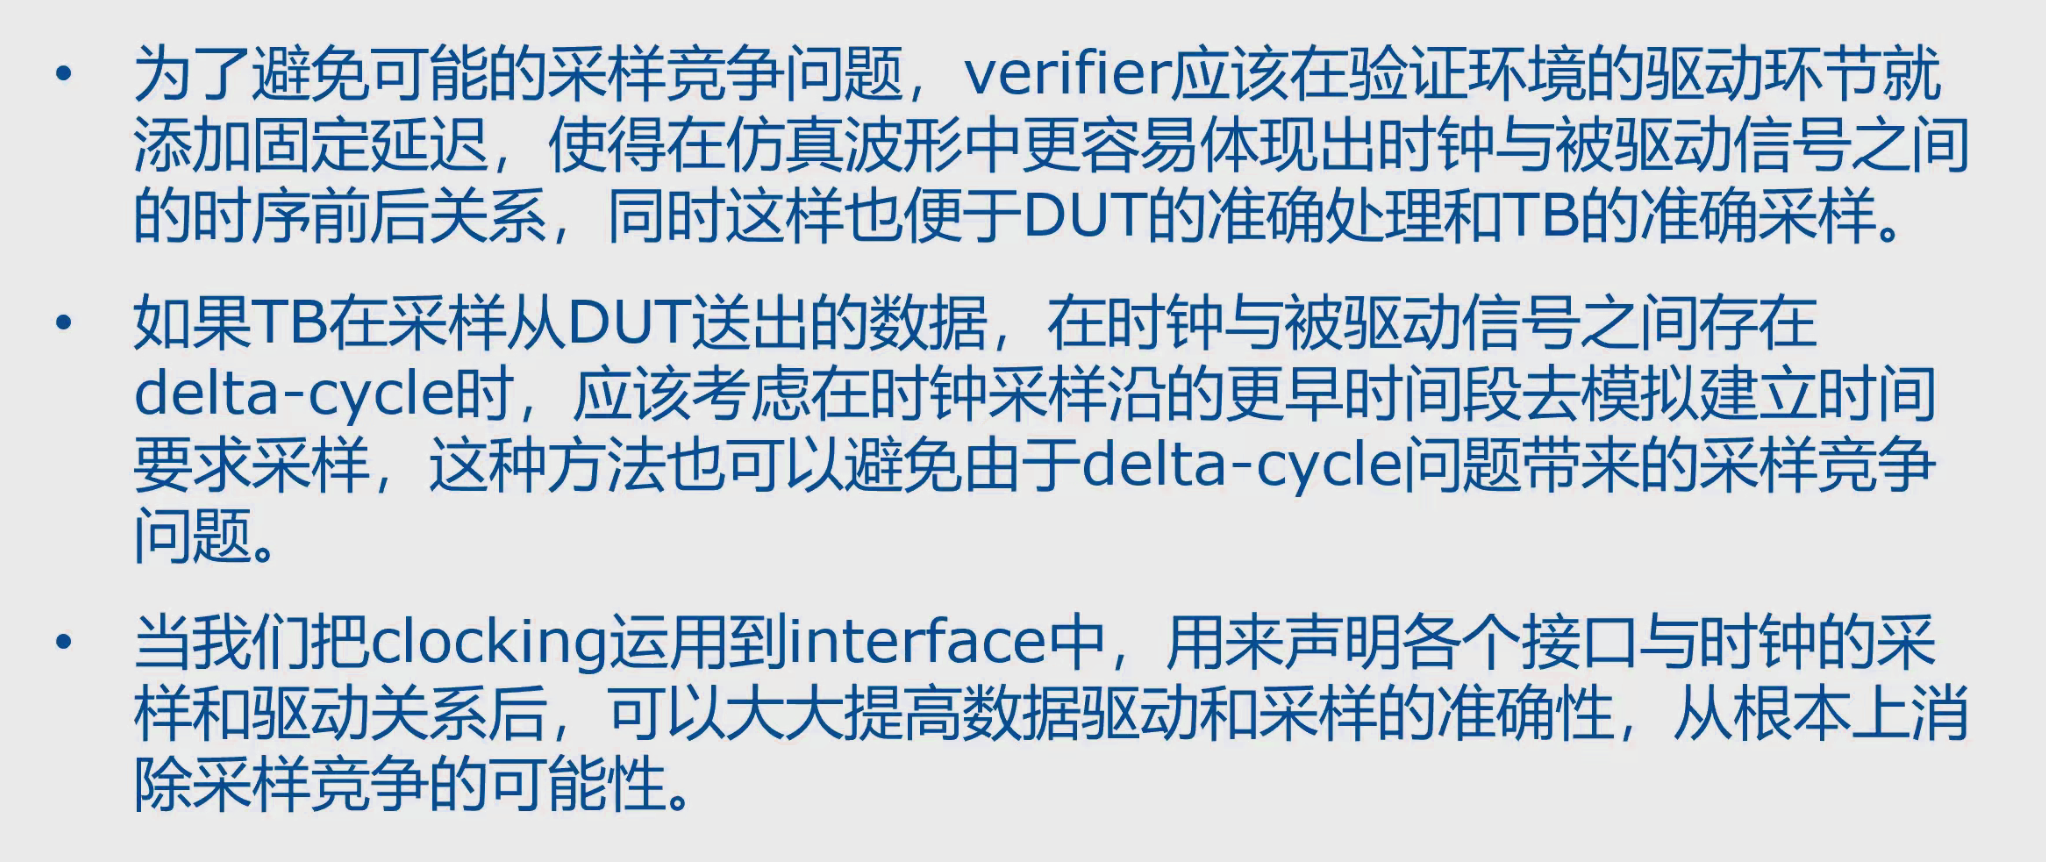 • 为了避免可能的采样竞争问题，verifier应该在验证环境的驱动环节就
添加固定延迟，使得在仿真波形中更容易体现出时钟与被驱动信号之间
的时序前后关系，同时这样也便于DUT的准确处理和TB的准确采样。
• 如果TB在采样从DUT送出的数据，在时钟与被驱动信号之间存在
delta-cycle时，应该考虑在时钟采样沿的更早时间段去模拟建立时间
要求采样，这种方法也可以避免由于delta-cycle问题带来的采样竞争
问题。
• 当我们把clocking运用到interface中，用来声明各个接口与时钟的采
样和驱动关系后，可以大大提高数据驱动和采样的准确性，从根本上消
除采样竞争的可能性。